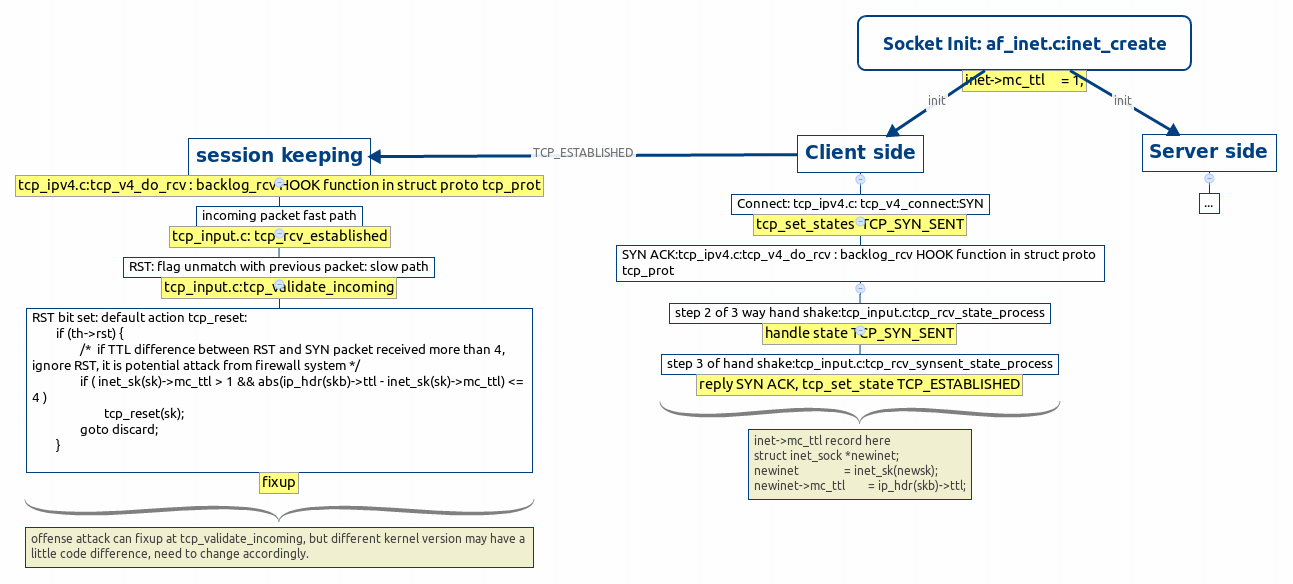 Socket Init: af_inet.c:inet_create
inet->mc_ttl = 1;
init
init
session keeping
TCP_ESTABLISHED
Client side
Server side
tcp_ipv4.c:tcp_v4_do_rcv : backlog_rcv HOOK function in struct proto tcp_prot
incoming packet fast path
tcp_input.c: tcp_rcv_established
RST: flag unmatch with previous packet: slow path
tcp_input.c:tcp_validate_incoming
RST bit set: default action tcp_reset:
if (th->rst) {
/* if TTL difference between RST and SYN packet received more than 4,
ignore RST, it is potential attack from firewall system */
if ( inet_sk(sk)->mc_ttl > 1 && abs(ip_hdr(skb)->ttl - inet_sk(sk)->mc_ttl) <=
4 )
tcp_reset(sk);
goto discard;
}
fixup
offense attack can fixup at tcp_validate_incoming, but different kernel version may have a
little code difference, need to change accordingly.
Connect: tcp_ipv4.c: tcp_v4_connect:SYN
tcp_set_states TCP_SYN_SENT
SYN ACK:tcp_ipv4.c:tcp_v4_do_rcv : backlog_rcv HOOK function in struct proto
tcp_prot
step 2 of 3 way hand shake:tcp_input.c:tcp_rcv_state_process
handle state TCP_SYN_SENT
step 3 of hand shake:tcp_input.c:tcp_rcv_synsent_state_process
reply SYN ACK, tcp_set_state TCP_ESTABLISHED
inet->mc_ttl record here
struct inet_sock *newinet;
newinet = inet_sk(newsk);
newinet->mc_ttl = ip_hdr(skb)->ttl;
...